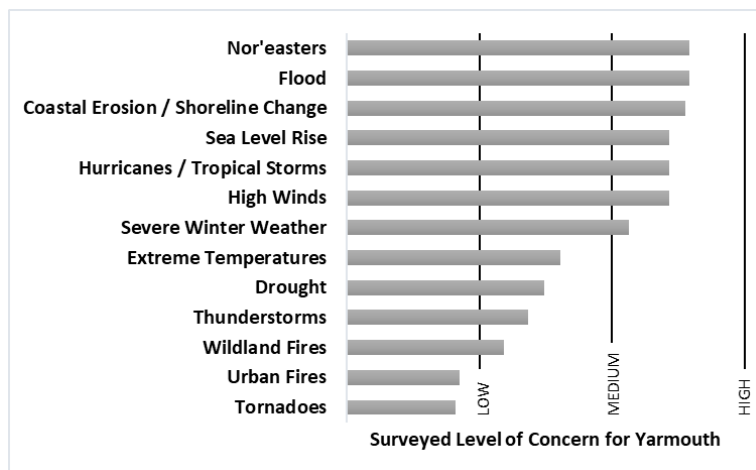 Nor'easters
Flood
Coastal Erosion / Shoreline Change
Sea Level Rise
Hurricanes / Tropical Storms
High Winds
Severe Winter Weather
Extreme Temperatures
Drought
Thunderstorms
Wildland Fires
Urban Fires
Tornadoes
LOW
MEDIUM
HIGH
Surveyed Level of Concern for Yarmouth